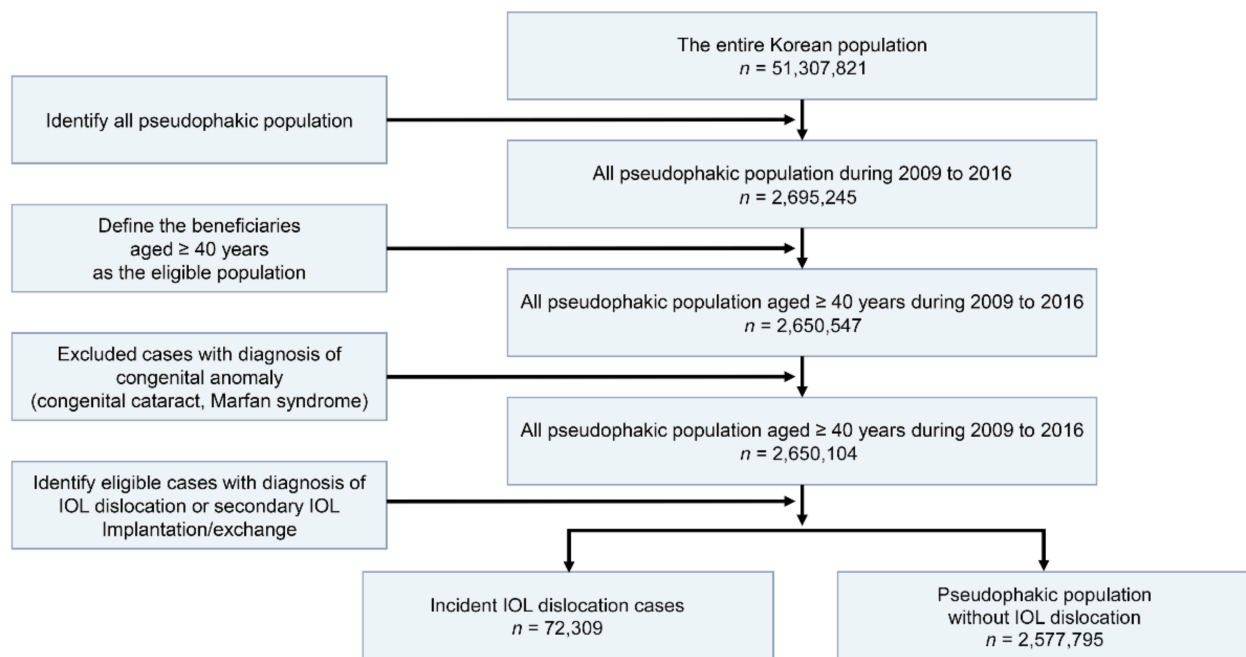 The entire Korean population
n = 51,307,821
Identify all pseudophakic population
All pseudophakic population during 2009 to 2016
n = 2,695,245
Define the beneficiaries
aged ≥ 40 years
as the eligible population
All pseudophakic population aged ≥ 40 years during 2009 to 2016
n = 2,650,547
Excluded cases with diagnosis of
congenital anomaly
(congenital cataract, Marfan syndrome)
All pseudophakic population aged ≥ 40 years during 2009 to 2016
n = 2,650,104
Identify eligible cases with diagnosis of
IOL dislocation or secondary IOL
Implantation/exchange
Incident IOL dislocation cases
n = 72,309
Pseudophakic population
without IOL dislocation
n = 2,577,795